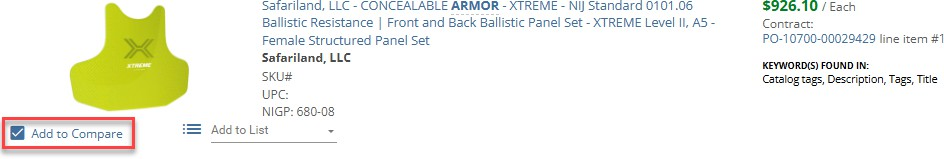 Safariland, LLC - CONCEALABLE ARMOR - XTREME - NIJ Standard 0101.06
Ballistic Resistance | Front and Back Ballistic Panel Set - XTREME Level II, A5 -
Female Structured Panel Set
Safariland, LLC
SKU#
UPC:
NIGP: 680-08
X
XTREME
Add to Compare
Add to List
$926.10 / Each
Contract:
PO-10700-00029429 line item #1
KEYWORD(S) FOUND IN:
Catalog tags, Description, Tags, Title